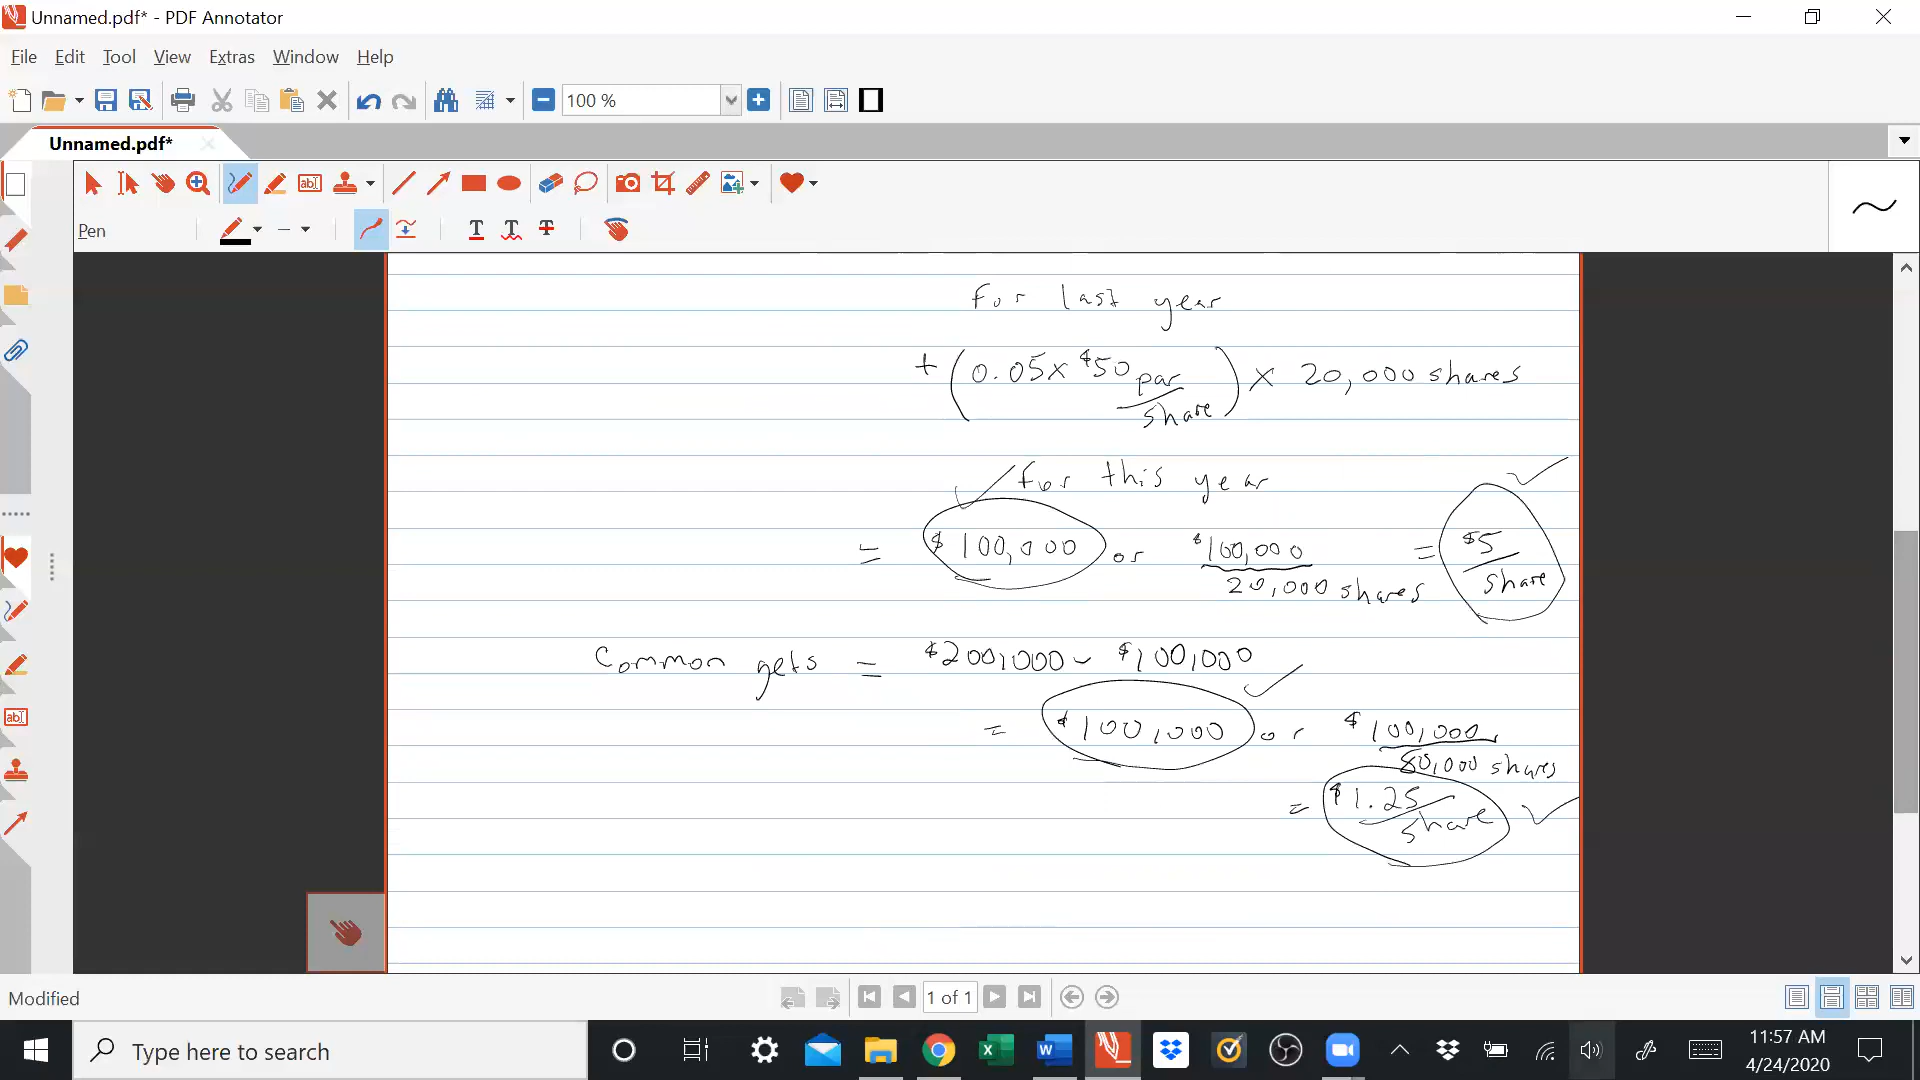 Unnamed.pdf* - PDF Annotator
File Edit Tool View Extras Window Help
100 %
Unnamed.pdf*
Pen
for last year
+ (0.05 x $50 par/share) x 20,000 shares
for this year
= $100,000 or $100,000/20,000 shares = $5/share
Common gets = $200,000 - $100,000
= $100,000 or $100,000/80,000 shares
= $1.25/share
Modified
1 of 1
Type here to search
11:57 AM
4/24/2020